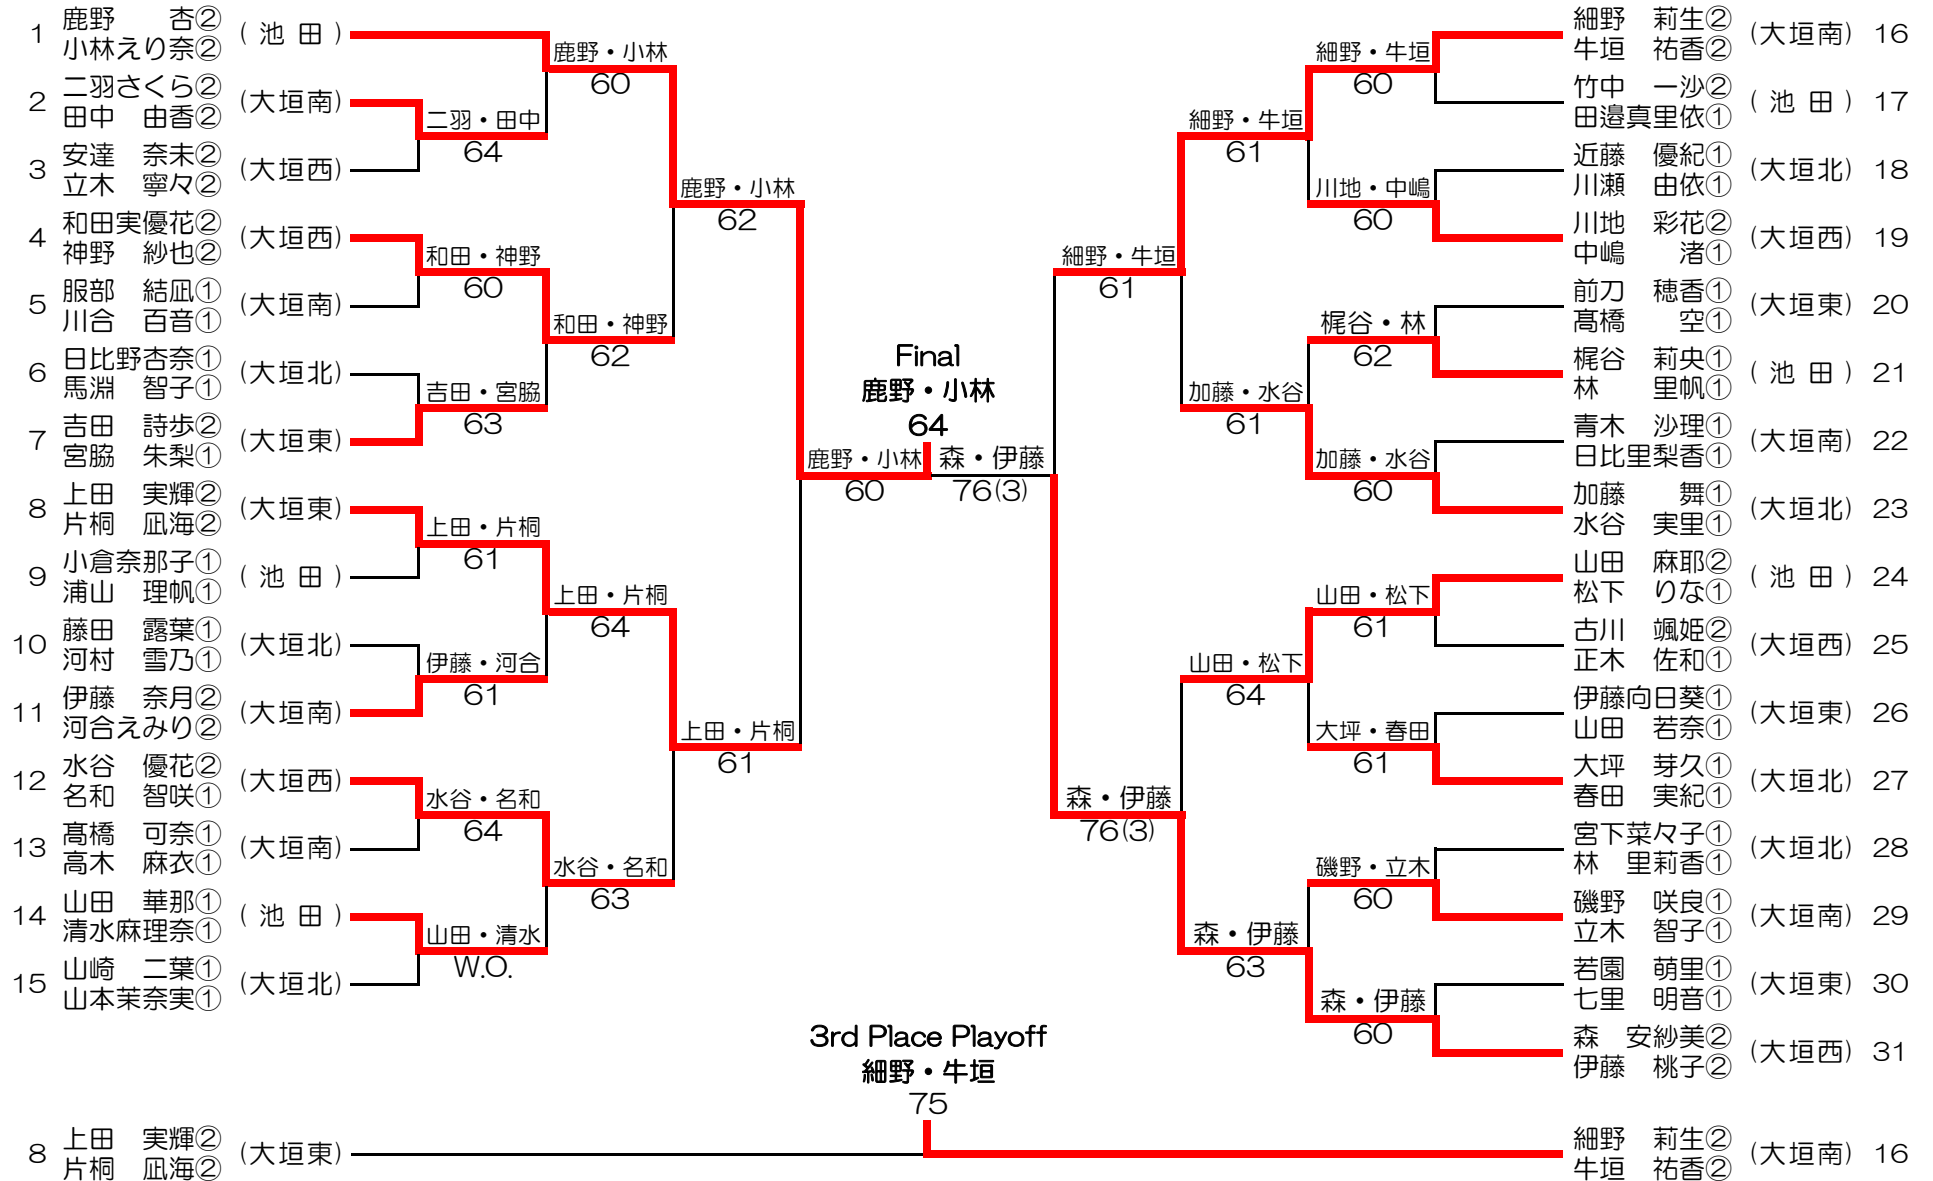 1 鹿野　　杏② (池田)
小林えり奈②
2 二羽さくら② (大垣南)
田中　由香②
3 安達　奈未② (大垣西)
立木　寧々②
4 和田実優花② (大垣西)
神野　紗也②
5 服部　結凪① (大垣南)
川合　百音①
6 日比野杏奈① (大垣北)
馬淵　智子①
7 吉田　詩歩② (大垣東)
宮脇　朱梨①
8 上田　実輝② (大垣東)
片桐　凪海②
9 小倉奈那子① (池田)
浦山　理帆①
10 藤田　露葉① (大垣北)
河村　雪乃①
11 伊藤　奈月② (大垣南)
河合えみり②
12 水谷　優花② (大垣西)
名和　智咲①
13 髙橋　可奈① (大垣南)
高木　麻衣①
14 山田　華那① (池田)
清水麻理奈①
15 山崎　二葉① (大垣北)
山本茉奈実①
二羽・田中
64
和田・神野
60
吉田・宮脇
63
上田・片桐
61
伊藤・河合
61
水谷・名和
64
山田・清水
W.O.
鹿野・小林
60
和田・神野
62
上田・片桐
64
水谷・名和
63
鹿野・小林
62
上田・片桐
61
鹿野・小林
60
Final
鹿野・小林
64
森・伊藤
76(3)
細野・牛垣
61
森・伊藤
76(3)
細野・牛垣
61
加藤・水谷
61
山田・松下
64
森・伊藤
63
細野・牛垣
60
川地・中嶋
60
梶谷・林
62
加藤・水谷
60
山田・松下
61
大坪・春田
61
磯野・立木
60
森・伊藤
60
細野　莉生② (大垣南) 16
牛垣　祐香②
竹中　一沙② (池田) 17
田邉真里依①
近藤　優紀① (大垣北) 18
川瀬　由依①
川地　彩花② (大垣西) 19
中嶋　　渚①
前刀　穂香① (大垣東) 20
髙橋　　空①
梶谷　莉央① (池田) 21
林　　里帆①
青木　沙理① (大垣南) 22
日比里梨香①
加藤　　舞① (大垣北) 23
水谷　実里①
山田　麻耶② (池田) 24
松下　りな①
古川　颯姫② (大垣西) 25
正木　佐和①
伊藤向日葵① (大垣東) 26
山田　若奈①
大坪　芽久① (大垣北) 27
春田　実紀①
宮下菜々子① (大垣北) 28
林　里莉香①
磯野　咲良① (大垣南) 29
立木　智子①
若園　萌里① (大垣東) 30
七里　明音①
森　安紗美② (大垣西) 31
伊藤　桃子②
3rd Place Playoff
細野・牛垣
75
8 上田　実輝② (大垣東)
片桐　凪海②
細野　莉生② (大垣南) 16
牛垣　祐香②